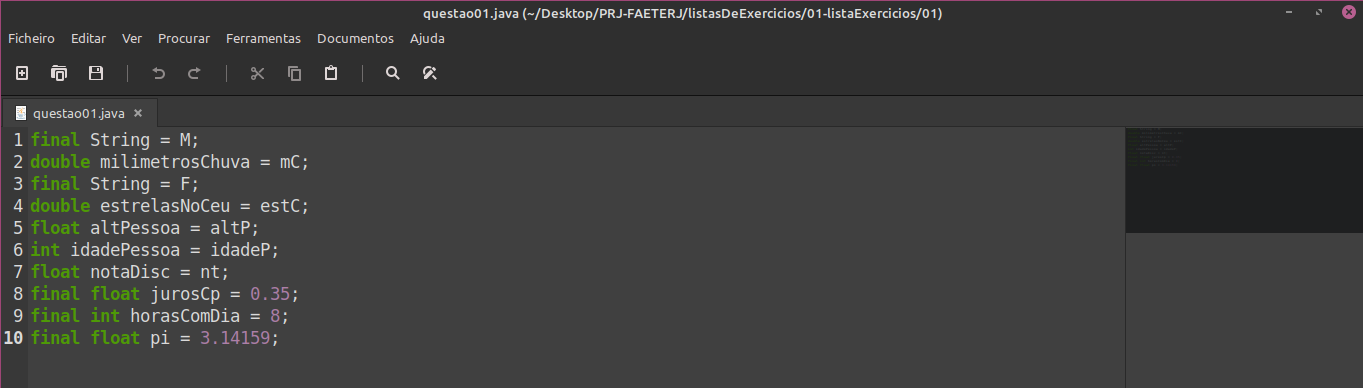 questao01.java (~/Desktop/PRJ-FAETERJ/listasDeExercicios/01-listaExercicios/01)
Ficheiro Editar Ver Procurar Ferramentas Documentos Ajuda
questao01.java
1 final String = M;
2 double milimetrosChuva = mC;
3 final String = F;
4 double estrelasNoCeu = estC;
5 float altPessoa = altP;
6 int idadePessoa = idadeP;
7 float notaDisc = nt;
8 final float jurosCp = 0.35;
9 final int horasComDia = 8;
10 final float pi = 3.14159;